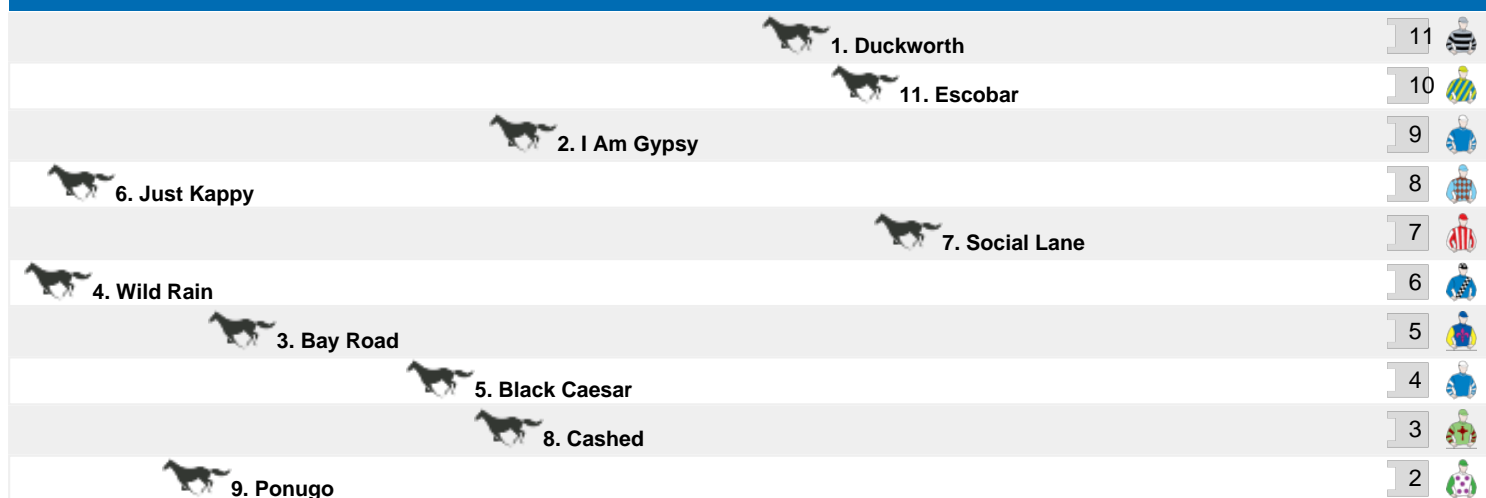 1. Duckworth 11
11. Escobar 10
2. I Am Gypsy 9
6. Just Kappy 8
7. Social Lane 7
4. Wild Rain 6
3. Bay Road 5
5. Black Caesar 4
8. Cashed 3
9. Ponugo 2